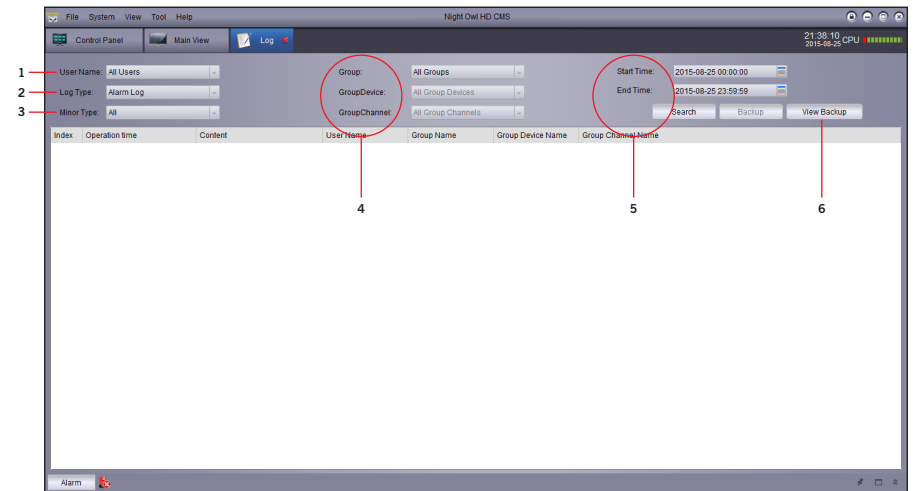 File System View Tool Help
Night Owl HD CMS
Control Panel
Main View
Log
21:38:10
2015-08-25
CPU
1
User Name:
All Users
Group:
All Groups
Start Time:
2015-08-25 00:00:00
2
Log Type:
Alarm Log
GroupDevice:
All Group Devices
End Time:
2015-08-25 23:59:59
3
Minor Type:
All
GroupChannel:
All Group Channels
Search
Backup
View Backup
Index Operation time Content User Name Group Name Group Device Name Group Channel Name
4 5 6
Alarm